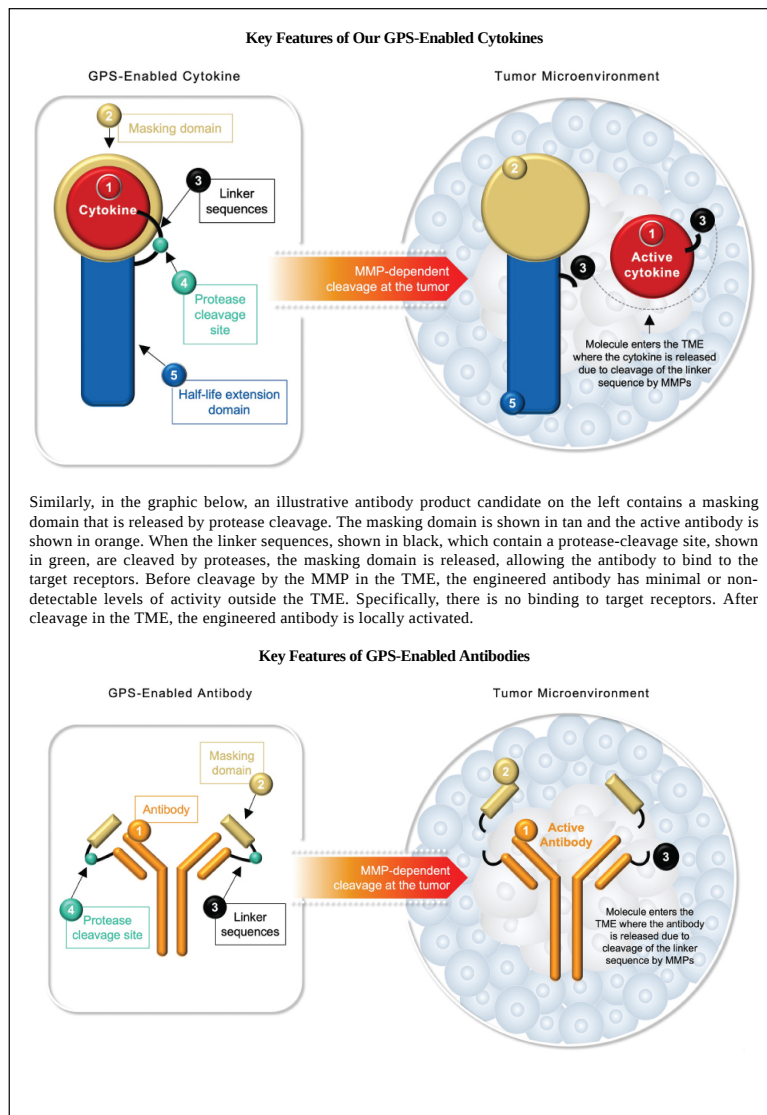 Key Features of Our GPS-Enabled Cytokines
GPS-Enabled Cytokine
Tumor Microenvironment
2
Masking domain
1
Cytokine
3
Linker
sequences
4
Protease
cleavage
site
5
Half-life extension
domain
MMP-dependent
cleavage at the tumor
2
3
1
Active
cytokine
3
Molecule enters the TME
where the cytokine is released
due to cleavage of the linker
sequence by MMPs
5
Similarly, in the graphic below, an illustrative antibody product candidate on the left contains a masking
domain that is released by protease cleavage. The masking domain is shown in tan and the active antibody is
shown in orange. When the linker sequences, shown in black, which contain a protease-cleavage site, shown
in green, are cleaved by proteases, the masking domain is released, allowing the antibody to bind to the
target receptors. Before cleavage by the MMP in the TME, the engineered antibody has minimal or non-
detectable levels of activity outside the TME. Specifically, there is no binding to target receptors. After
cleavage in the TME, the engineered antibody is locally activated.
Key Features of GPS-Enabled Antibodies
GPS-Enabled Antibody
Tumor Microenvironment
Masking
domain
2
Antibody
1
4
Protease
cleavage site
3
Linker
sequences
MMP-dependent
cleavage at the tumor
2
1
Active
Antibody
3
Molecule enters the
TME where the antibody
is released due to
cleavage of the linker
sequence by MMPs